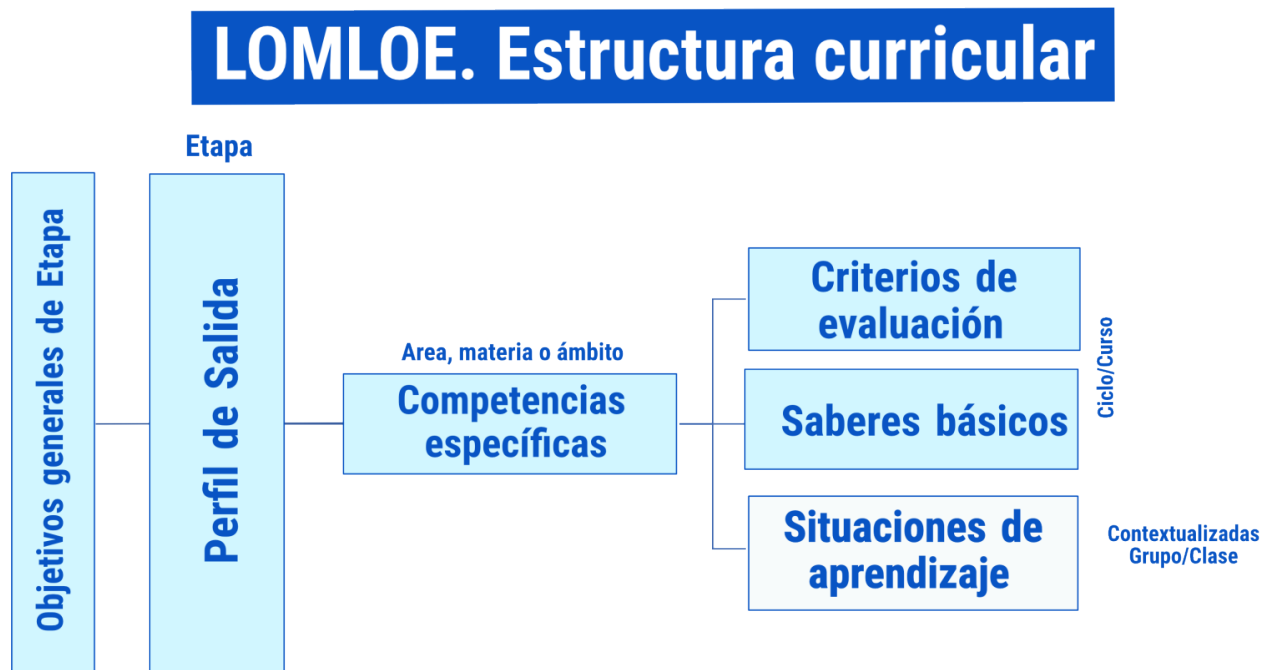 LOMLOE. Estructura curricular
Etapa
Objetivos generales de Etapa
Perfil de Salida
Area, materia o ámbito
Competencias
específicas
Criterios de
evaluación
Saberes básicos
Ciclo/Curso
Situaciones de
aprendizaje
Contextualizadas
Grupo/Clase